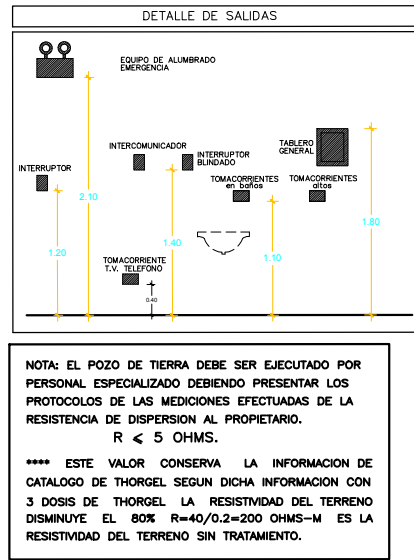 DETALLE DE SALIDAS
EQUIPO DE ALUMBRADO
EMERGENCIA
INTERCOMUNICADOR
INTERRUPTOR
BLINDADO
TABLERO
GENERAL
INTERRUPTOR
TOMACORRIENTES
en baños
TOMACORRIENTES
altos
2.10
1.20
1.40
1.10
1.80
TOMACORRIENTE
T.V. TELEFONO
0.40
NOTA: EL POZO DE TIERRA DEBE SER EJECUTADO POR
PERSONAL ESPECIALIZADO DEBIENDO PRESENTAR LOS
PROTOCOLOS DE LAS MEDICIONES EFECTUADAS DE LA
RESISTENCIA DE DISPERSION AL PROPIETARIO.
R ⩽ 5 OHMS.
**** ESTE VALOR CONSERVA LA INFORMACION DE
CATALOGO DE THORGEL SEGUN DICHA INFORMACION CON
3 DOSIS DE THORGEL LA RESISTIVIDAD DEL TERRENO
DISMINUYE EL 80% R=40/0.2=200 OHMS-M ES LA
RESISTIVIDAD DEL TERRENO SIN TRATAMIENTO.